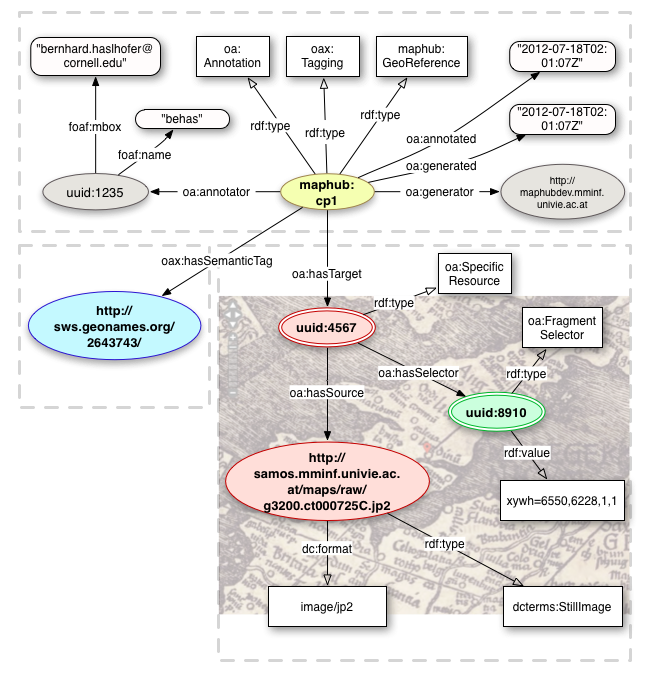 "bernhard.haslhofer@
cornell.edu"
oa:
Annotation
oax:
Tagging
maphub:
GeoReference
"2012-07-18T02:
01:07Z"
"behas"
"2012-07-18T02:
01:07Z"
foaf:mbox
foaf:name
rdf:type
rdf:type
rdf:type
oa:annotated
oa:generated
uuid:1235
oa:annotator
maphub:
cp1
oa:generator
http://
maphubdev.mminf.
univie.ac.at
oax:hasSemanticTag
oa:hasTarget
oa:Specific
Resource
rdf:type
http://
sws.geonames.org/
2643743/
uuid:4567
oa:Fragment
Selector
oa:hasSelector
rdf:type
oa:hasSource
uuid:8910
rdf:value
http://
samos.mminf.univie.ac.
at/maps/raw/
g3200.ct000725C.jp2
xywh=6550,6228,1,1
dc:format
rdf:type
image/jp2
dcterms:StillImage